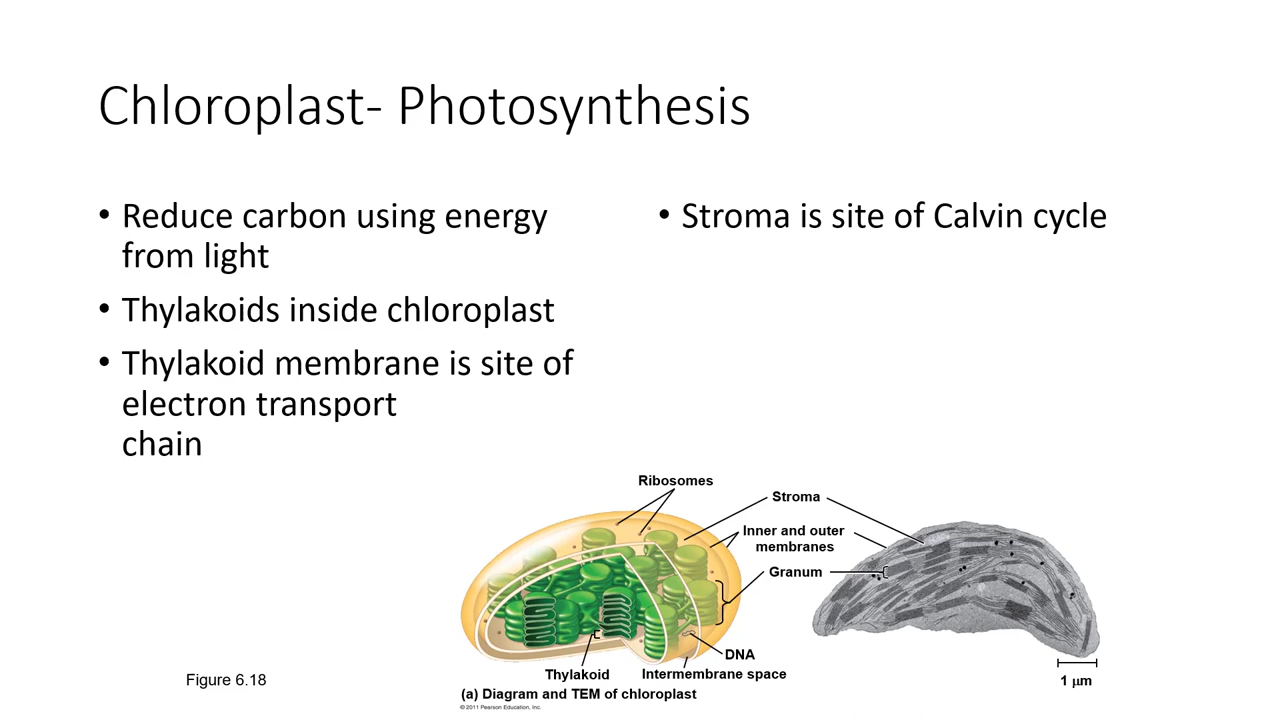 Chloroplast- Photosynthesis
• Reduce carbon using energy
from light
• Thylakoids inside chloroplast
• Thylakoid membrane is site of
electron transport
chain
• Stroma is site of Calvin cycle
Ribosomes
Stroma
Inner and outer
membranes
Granum
DNA
Thylakoid
Intermembrane space
(a) Diagram and TEM of chloroplast
© 2011 Pearson Education, Inc.
1 μm
Figure 6.18